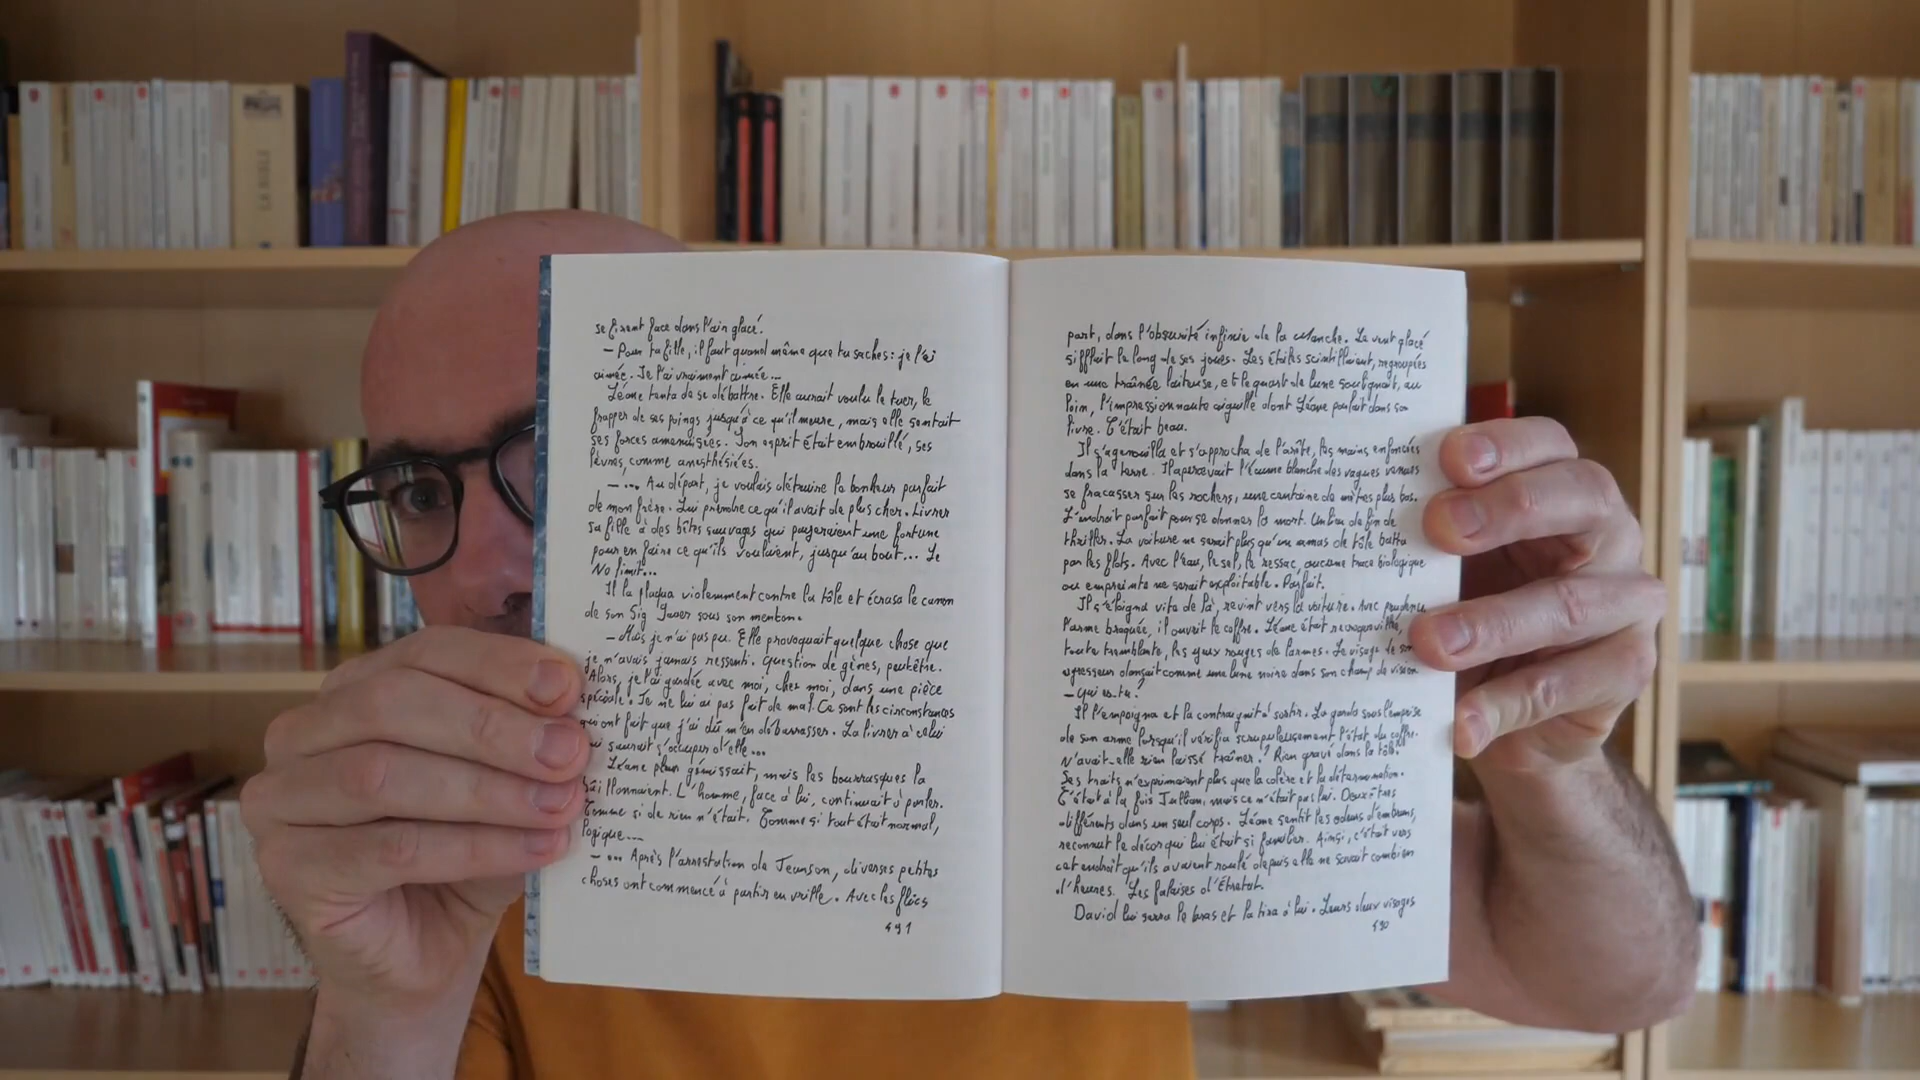 se firent face dans l'air glacé.
— Pour ta fille, il faut quand même que tu saches : je l'ai
aimée. Je l'ai vraiment aimée...
Léane tenta de se débattre. Elle aurait voulu le tuer, le
frapper de ses poings jusqu'à ce qu'il meure, mais elle sentait
ses forces amenuisées. Son esprit était embrouillé, ses
lèvres, comme anesthésiées.
— ... Au départ, je voulais détruire le bonheur parfait
de mon frère. Lui prendre ce qu'il avait de plus cher. Livrer
sa fille à des bêtes sauvages qui payeraient une fortune
pour en faire ce qu'ils voulaient, jusqu'au bout... Le
No limit...
Il la plaqua violemment contre la tôle et écrasa le canon
de son Sig Sauer sous son menton.
— Mais je n'ai pas pu. Elle provoquait quelque chose que
je n'avais jamais ressenti. Question de gènes, peut-être.
Alors, je l'ai gardée avec moi, chez moi, dans une pièce
spéciale. Je ne lui ai pas fait de mal. Ce sont les circonstances
qui ont fait que j'ai dû m'en débarrasser. La livrer à celui
qui saurait s'occuper d'elle...
Léane gémissait, mais les bourrasques la
bâillonnaient. L'homme, face à lui, continuait à parler.
Comme si de rien n'était. Comme si tout était normal,
logique...
— ... Après l'arrestation de Jeanson, diverses petites
choses ont commencé à partir en vrille. Avec les flics
491
part, dans l'obscurité infinie de la Manche. Le vent glacé
sifflait le long de ses joues. Les étoiles scintillaient, regroupées
en une traînée laiteuse, et le quart de lune soulignait, au
loin, l'impressionnante aiguille dont Léane parlait dans son
livre. C'était beau.
Il s'agenouilla et s'approcha de l'arête, les mains enfoncées
dans la terre. Il apercevait l'écume blanche des vagues venues
se fracasser sur les rochers, une centaine de mètres plus bas.
L'endroit parfait pour se donner la mort. Un lieu de fin de
thriller. La voiture ne serait plus qu'un amas de tôle battu
par les flots. Avec l'eau, le sel, le ressac, aucune trace biologique
ou empreinte ne serait exploitable. Parfait.
Il s'éloigna vite de là, revint vers la voiture. Avec prudence,
l'arme braquée, il ouvrit le coffre. Léane était recroquevillée,
toute tremblante, les yeux rouges de larmes. Le visage de son
agresseur dansait comme une lune noire dans son champ de vision
— Qui es-tu ?
Il l'empoigna et la contraignit à sortir. La garda sous l'emprise
de son arme lorsqu'il vérifia scrupuleusement l'état du coffre.
N'avait-elle rien laissé traîner ? Rien gravé dans la tôle ?
Ses traits n'exprimaient plus que la colère et la détermination.
C'était à la fois Jullian, mais ce n'était pas lui. Deux êtres
différents dans un seul corps. Léane sentit les odeurs d'embruns,
reconnut le décor qui lui était si familier. Ainsi, c'était vers
cet endroit qu'ils avaient roulé depuis elle ne savait combien
d'heures. Les falaises d'Étretat.
David lui serra le bras et la tira à lui. Leurs deux visages
490